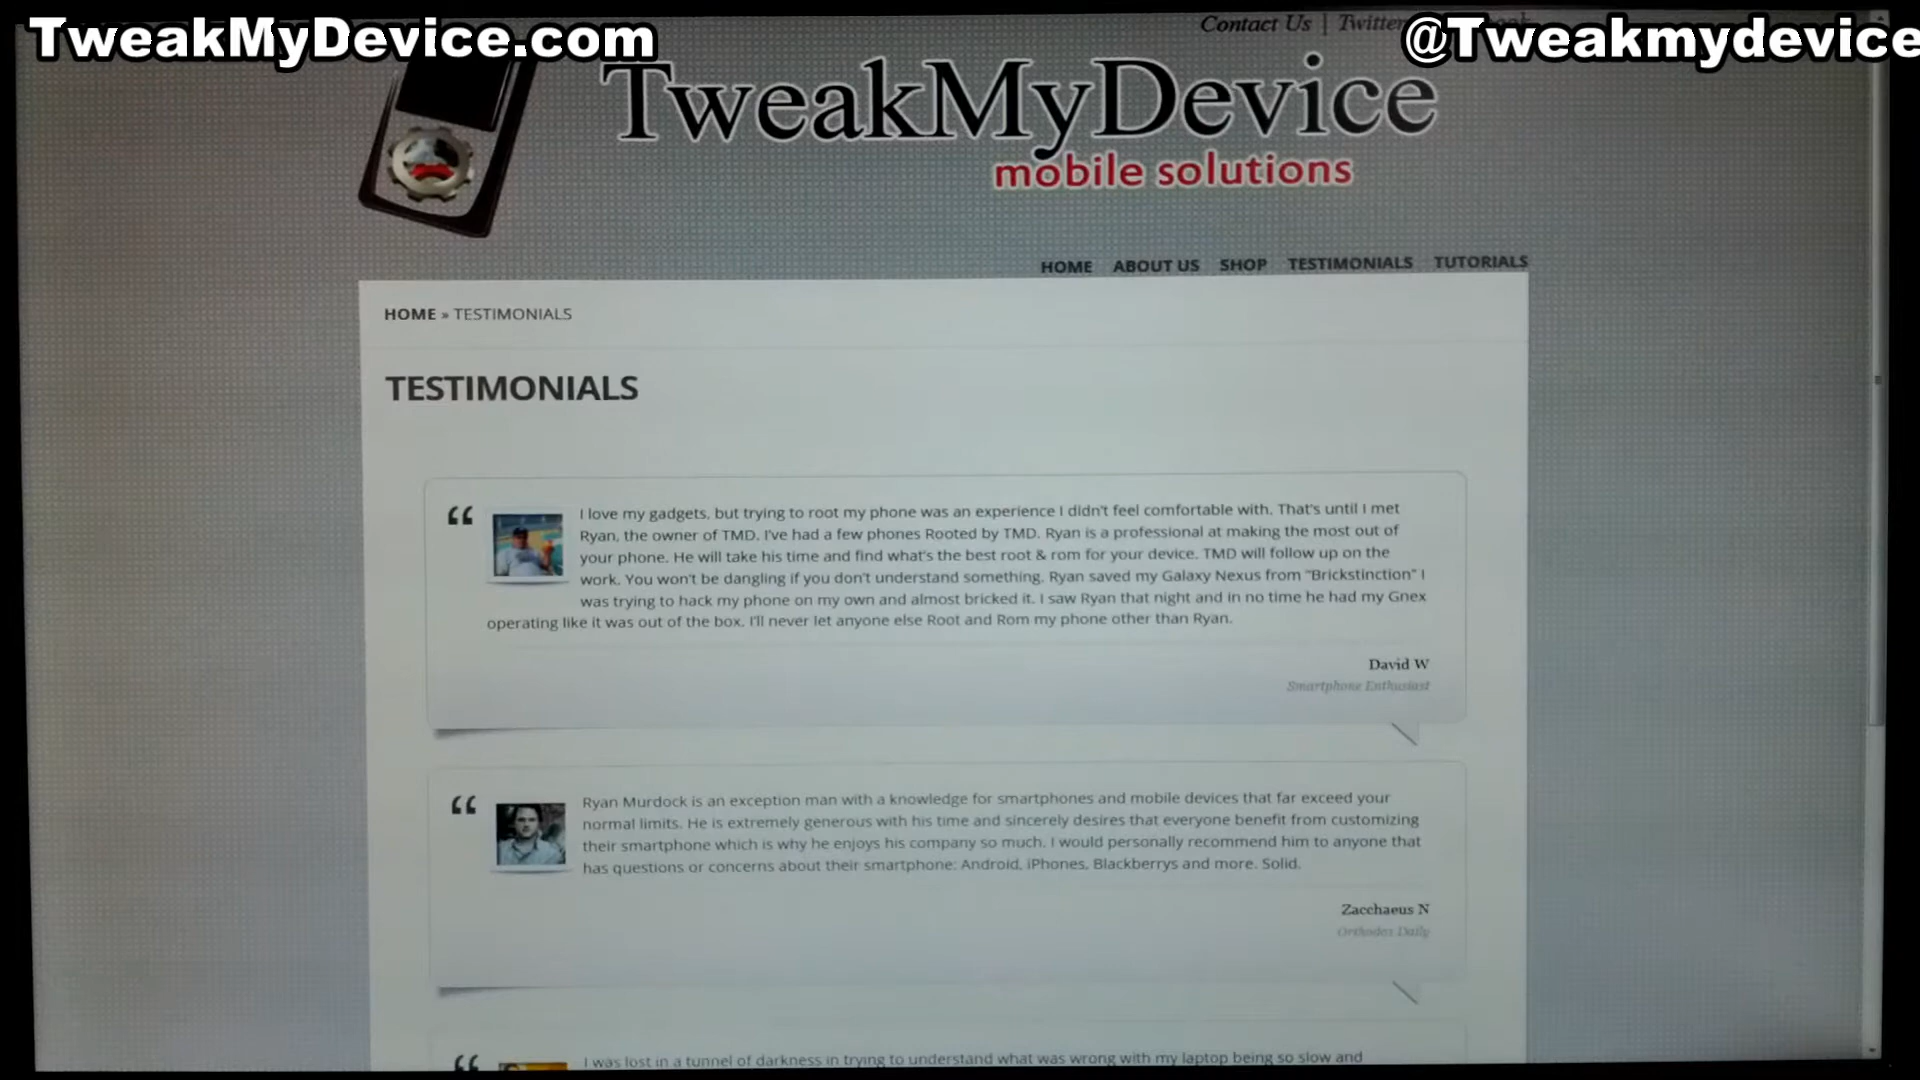 TweakMyDevice.com
Contact Us | Twitter
@Tweakmydevice
TweakMyDevice
mobile solutions
HOME ABOUT US SHOP TESTIMONIALS TUTORIALS
HOME » TESTIMONIALS
TESTIMONIALS
“ I love my gadgets, but trying to root my phone was an experience I didn't feel comfortable with. That's until I met
Ryan, the owner of TMD. I've had a few phones Rooted by TMD. Ryan is a professional at making the most out of
your phone. He will take his time and find what's the best root & rom for your device. TMD will follow up on the
work. You won't be dangling if you don't understand something. Ryan saved my Galaxy Nexus from "Brickstinction" I
was trying to hack my phone on my own and almost bricked it. I saw Ryan that night and in no time he had my Gnex
operating like it was out of the box. I'll never let anyone else Root and Rom my phone other than Ryan.
David W
Smartphone Enthusiast
“ Ryan Murdock is an exception man with a knowledge for smartphones and mobile devices that far exceed your
normal limits. He is extremely generous with his time and sincerely desires that everyone benefit from customizing
their smartphone which is why he enjoys his company so much. I would personally recommend him to anyone that
has questions or concerns about their smartphone: Android, iPhones, Blackberrys and more. Solid.
Zacchaeus N
Orthodox Daily
“ I was lost in a tunnel of darkness in trying to understand what was wrong with my laptop being so slow and